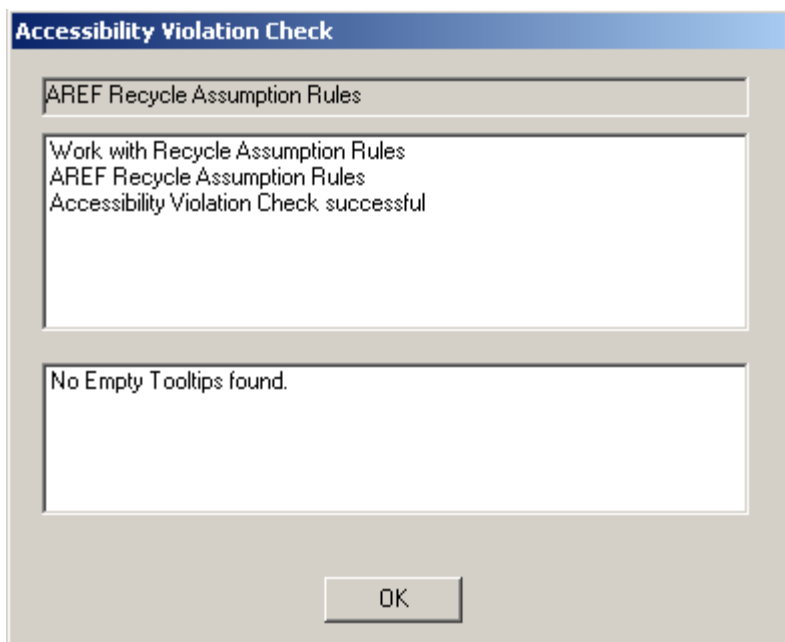 Accessibility Violation Check
AREF Recycle Assumption Rules
Work with Recycle Assumption Rules
AREF Recycle Assumption Rules
Accessibility Violation Check successful
No Empty Tooltips found.
OK